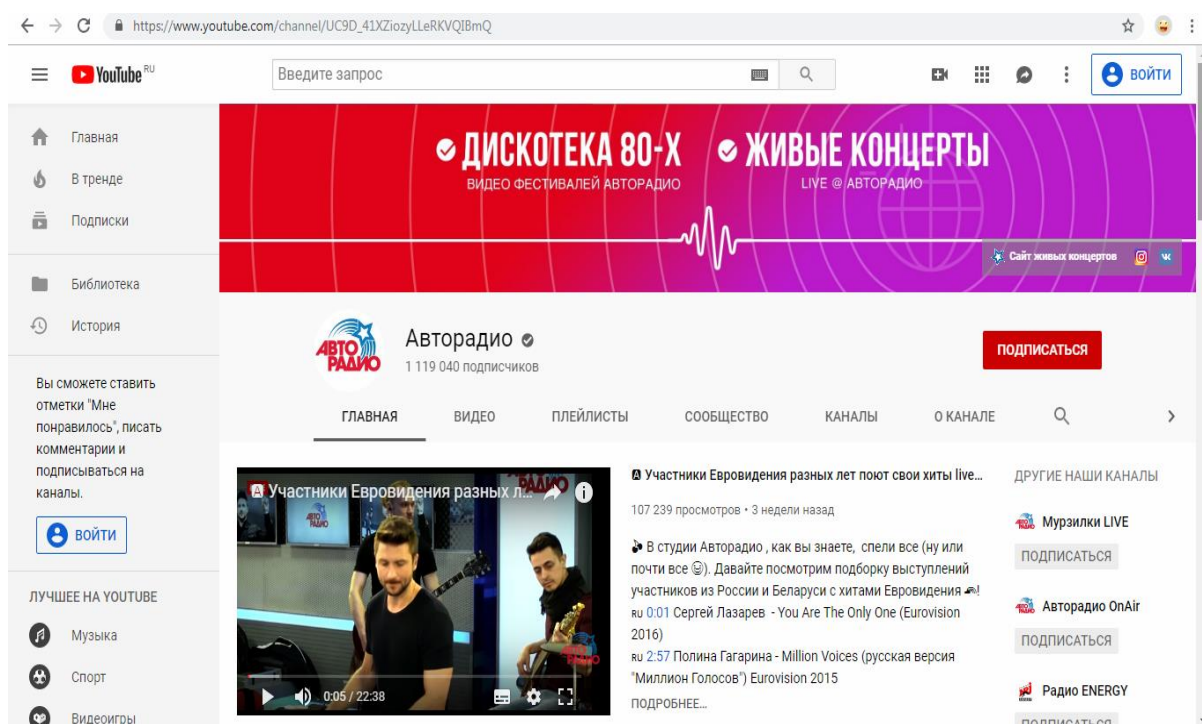 https://www.youtube.com/channel/UC9D_41XZiozyLLeRKVQIBmQ
YouTube RU
Введите запрос
ВОЙТИ
Главная
В тренде
Подписки
Библиотека
История
Вы сможете ставить
отметки "Мне
понравилось", писать
комментарии и
подписываться на
каналы.
ВОЙТИ
ЛУЧШЕЕ НА YOUTUBE
Музыка
Спорт
Видеоигры
ДИСКОТЕКА 80-Х
ВИДЕО ФЕСТИВАЛЕЙ АВТОРАДИО
ЖИВЫЕ КОНЦЕРТЫ
LIVE @ АВТОРАДИО
Сайт живых концертов
АВТО
РАДИО
Авторадио
1 119 040 подписчиков
ПОДПИСАТЬСЯ
ГЛАВНАЯ ВИДЕО ПЛЕЙЛИСТЫ СООБЩЕСТВО КАНАЛЫ О КАНАЛЕ
А Участники Евровидения разных л...
0:05 / 22:38
А Участники Евровидения разных лет поют свои хиты live...
107 239 просмотров • 3 недели назад
В студии Авторадио , как вы знаете, спели все (ну или
почти все 😉). Давайте посмотрим подборку выступлений
участников из России и Беларуси с хитами Евровидения !
RU 0:01 Сергей Лазарев - You Are The Only One (Eurovision
2016)
RU 2:57 Полина Гагарина - Million Voices (русская версия
"Миллион Голосов") Eurovision 2015
ПОДРОБНЕЕ...
ДРУГИЕ НАШИ КАНАЛЫ
Мурзилки LIVE
ПОДПИСАТЬСЯ
Авторадио OnAir
ПОДПИСАТЬСЯ
Радио ENERGY
ПОДПИСАТЬСЯ